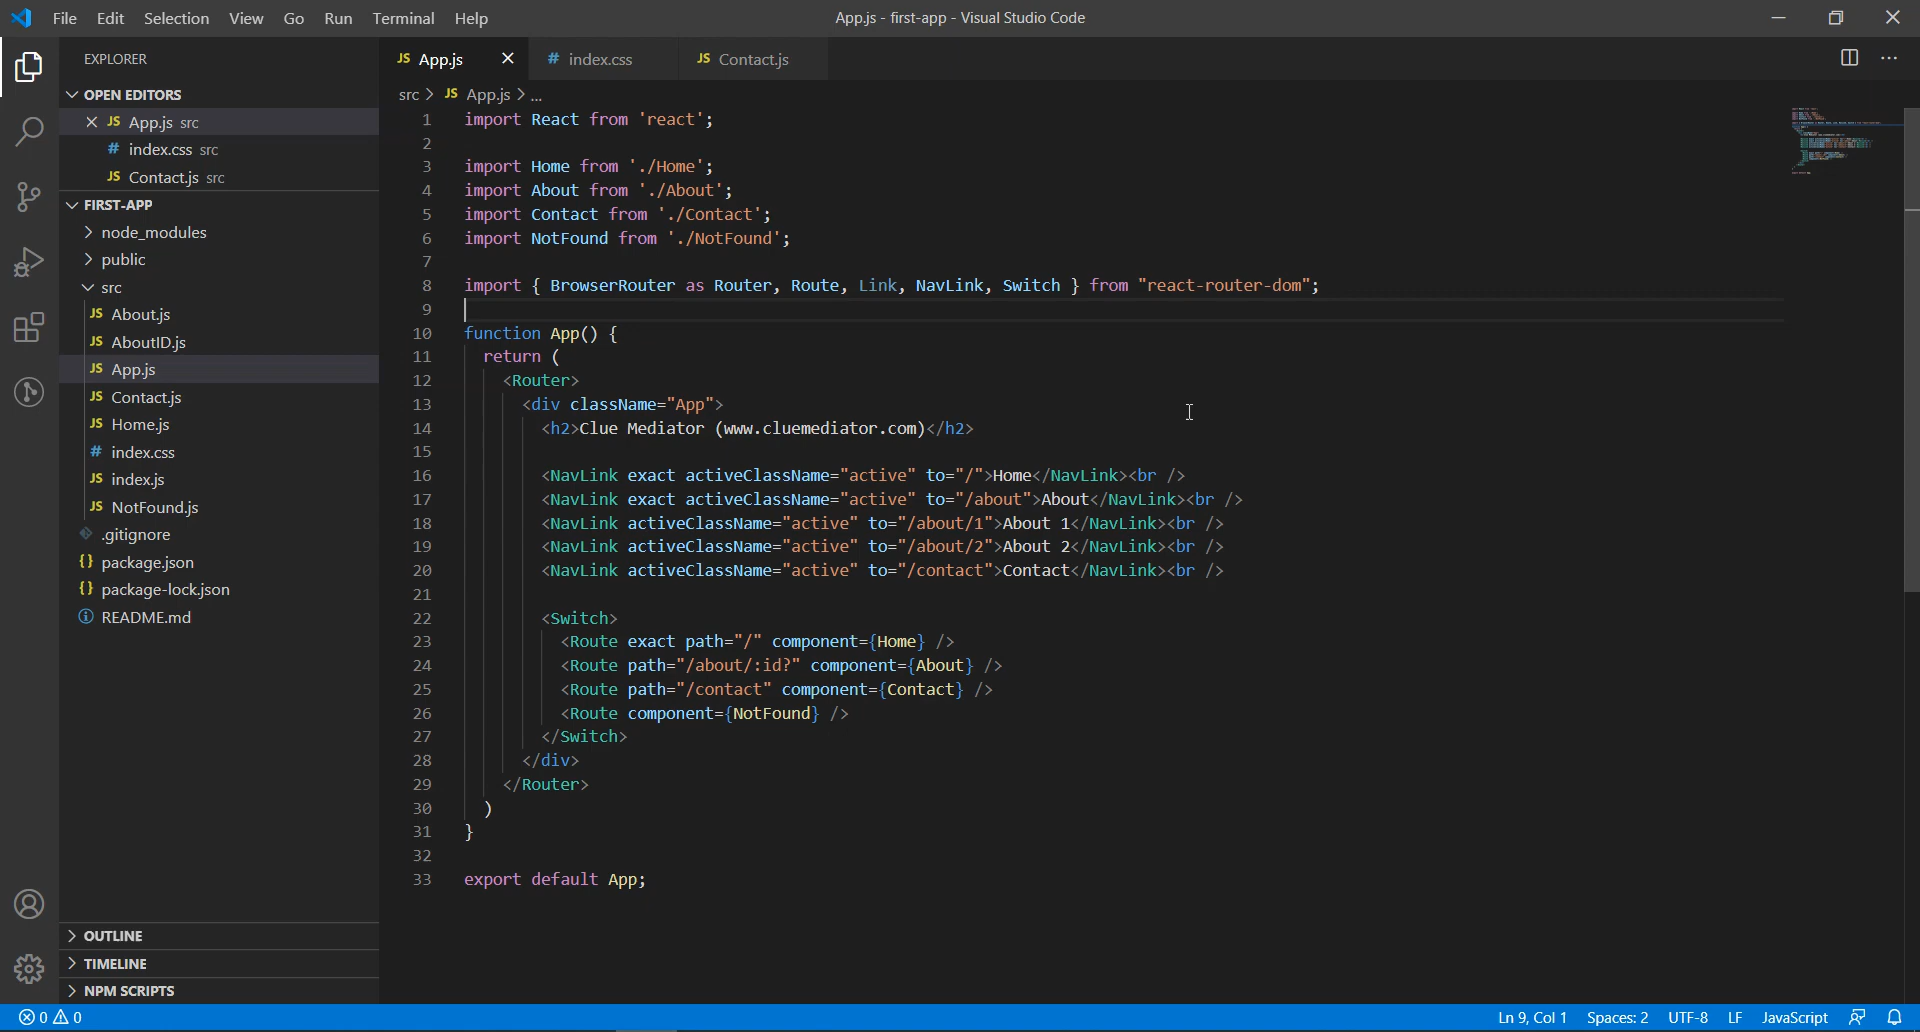 File Edit Selection View Go Run Terminal Help
App.js - first-app - Visual Studio Code
EXPLORER
OPEN EDITORS
JS App.js src
# index.css src
JS Contact.js src
FIRST-APP
node_modules
public
src
JS About.js
JS AboutID.js
JS App.js
JS Contact.js
JS Home.js
# index.css
JS index.js
JS NotFound.js
.gitignore
{} package.json
{} package-lock.json
README.md
OUTLINE
TIMELINE
NPM SCRIPTS
JS App.js
# index.css
JS Contact.js
src > JS App.js > ...
1 import React from 'react';
2
3 import Home from './Home';
4 import About from './About';
5 import Contact from './Contact';
6 import NotFound from './NotFound';
7
8 import { BrowserRouter as Router, Route, Link, NavLink, Switch } from "react-router-dom";
9
10 function App() {
11   return (
12     <Router>
13       <div className="App">
14         <h2>Clue Mediator (www.cluemediator.com)</h2>
15
16         <NavLink exact activeClassName="active" to="/">Home</NavLink><br />
17         <NavLink exact activeClassName="active" to="/about">About</NavLink><br />
18         <NavLink activeClassName="active" to="/about/1">About 1</NavLink><br />
19         <NavLink activeClassName="active" to="/about/2">About 2</NavLink><br />
20         <NavLink activeClassName="active" to="/contact">Contact</NavLink><br />
21
22         <Switch>
23           <Route exact path="/" component={Home} />
24           <Route path="/about/:id?" component={About} />
25           <Route path="/contact" component={Contact} />
26           <Route component={NotFound} />
27         </Switch>
28       </div>
29     </Router>
30   )
31 }
32
33 export default App;
0 0
Ln 9, Col 1 Spaces: 2 UTF-8 LF JavaScript